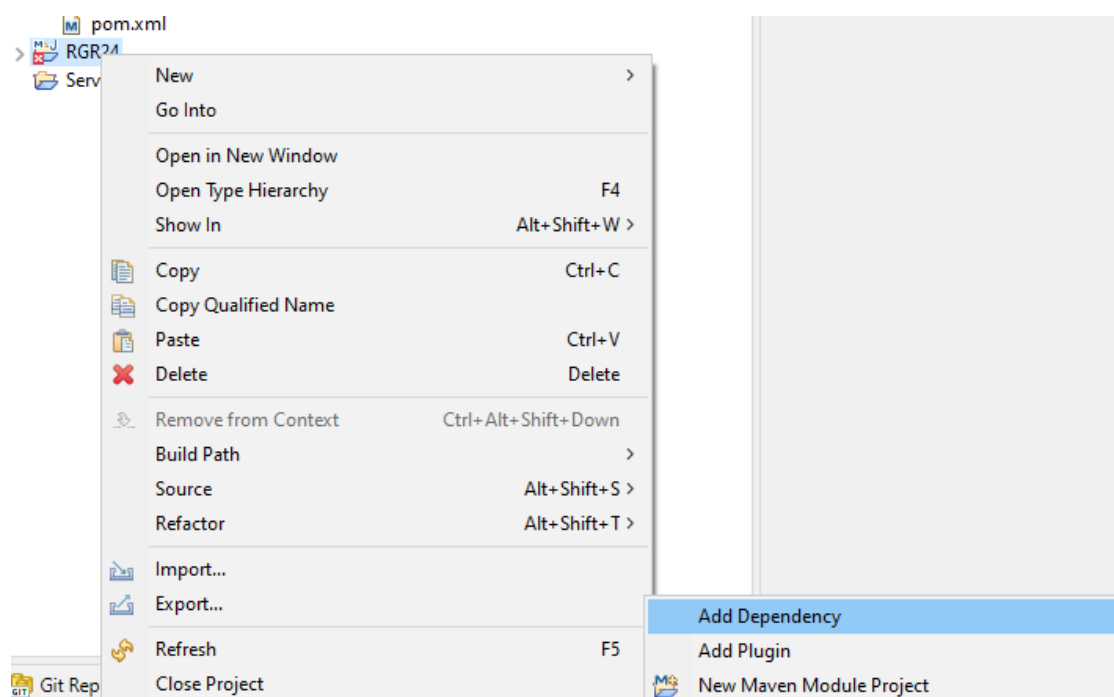 pom.xml
RGR24
Serv
New
Go Into
Open in New Window
Open Type Hierarchy F4
Show In Alt+Shift+W >
Copy Ctrl+C
Copy Qualified Name
Paste Ctrl+V
Delete Delete
Remove from Context Ctrl+Alt+Shift+Down
Build Path
Source Alt+Shift+S >
Refactor Alt+Shift+T >
Import...
Export...
Refresh F5
Close Project
Add Dependency
Add Plugin
New Maven Module Project
Git Rep